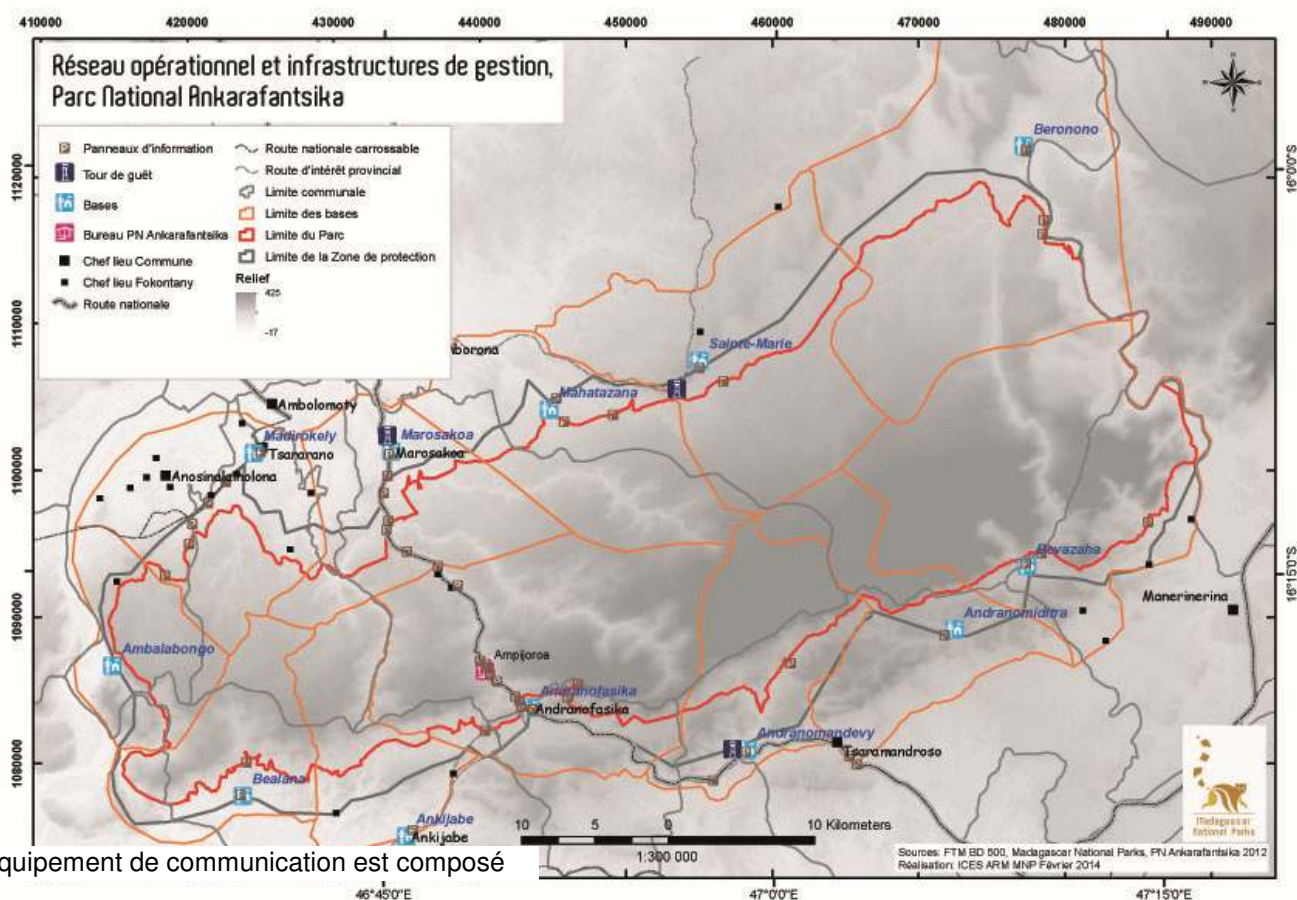 410000 420000 430000 440000 450000 460000 470000 480000 490000
Réseau opérationnel et infrastructures de gestion,
Parc National Ankarafantsika
Panneaux d'information
Tour de guêt
Bases
Bureau PN Ankarafantsika
Chef lieu Commune
Chef lieu Fokontany
Route nationale
Route nationale carrossable
Route d'intérêt provincial
Limite communale
Limite des bases
Limite du Parc
Limite de la Zone de protection
Relief
425
-17
1120000
1110000
1100000
1090000
1080000
16°0'0"S
16°15'0"S
Beronono
borona
Sainte-Marie
Mahatazana
Ambolomoty
Madirokely
Tsararano
Marosakoa
Marosakoa
Anosinalainolona
Bevazaha
Manerinerina
Andranomiditra
Ambalabongo
Ampijoroa
Andranofasika
Andranofasika
Andranomandevy
Tsaramandroso
Bealana
Ankijabe
Ankijabe
10 5 0 10 Kilometers
1:300 000
Madagascar
National Parks
Sources: FTM BD 500, Madagascar National Parks, PN Ankarafantsika 2012
Réalisation: ICES ARM MNP Février 2014
quipement de communication est composé
46°45'0"E 47°0'0"E 47°15'0"E